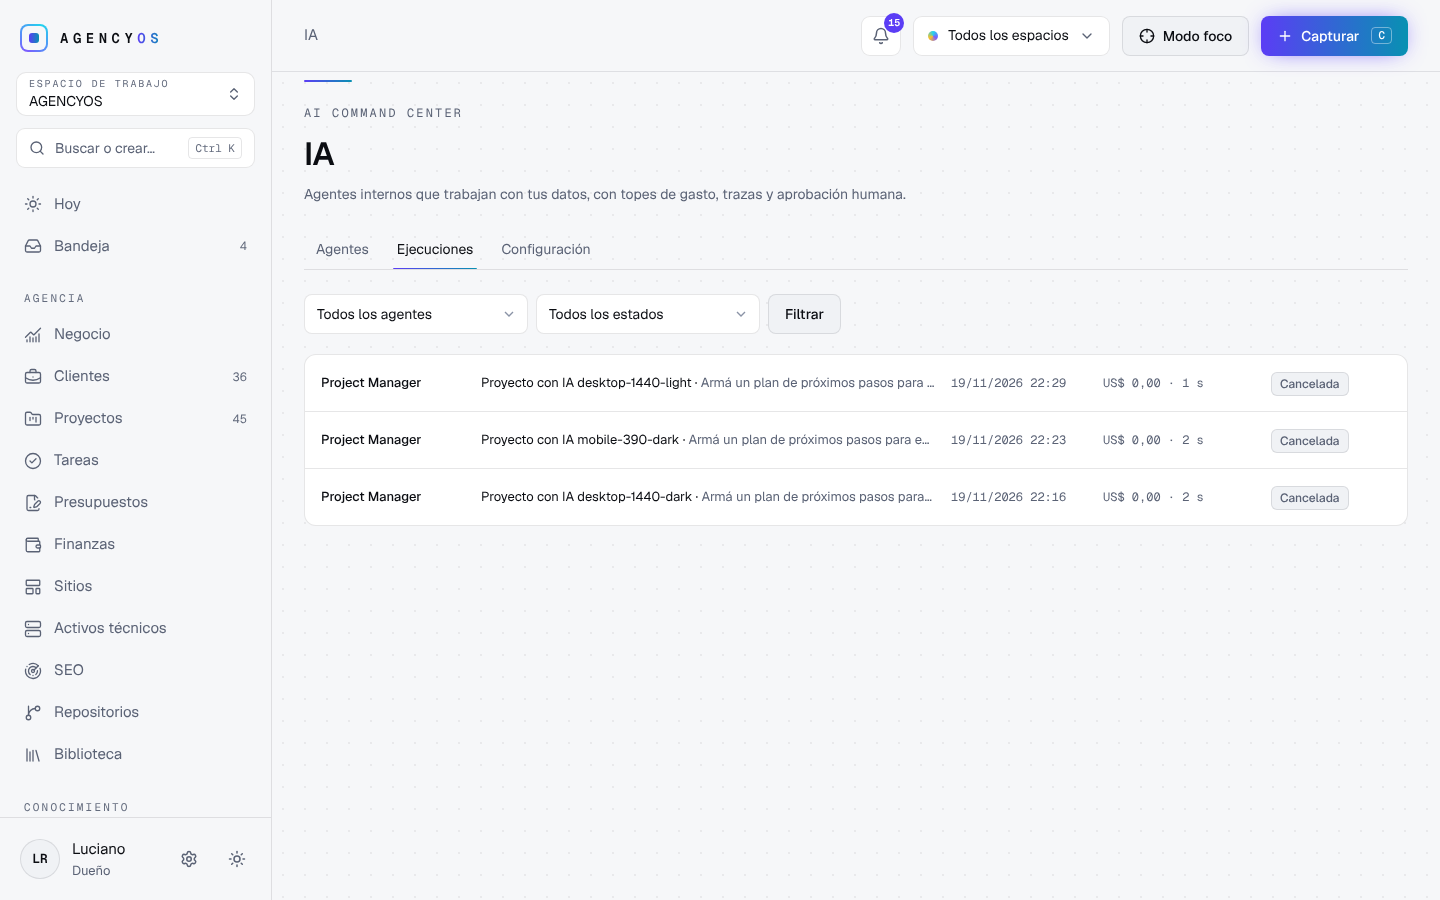 AGENCYOS
ESPACIO DE TRABAJO
AGENCYOS
Buscar o crear...
Ctrl K
Hoy
Bandeja 4
AGENCIA
Negocio
Clientes 36
Proyectos 45
Tareas
Presupuestos
Finanzas
Sitios
Activos técnicos
SEO
Repositorios
Biblioteca
CONOCIMIENTO
LR
Luciano
Dueño
IA
15
Todos los espacios
Modo foco
Capturar C
AI COMMAND CENTER
IA
Agentes internos que trabajan con tus datos, con topes de gasto, trazas y aprobación humana.
Agentes Ejecuciones Configuración
Todos los agentes Todos los estados Filtrar
Project Manager Proyecto con IA desktop-1440-light · Armá un plan de próximos pasos para ... 19/11/2026 22:29 US$ 0,00 · 1 s Cancelada
Project Manager Proyecto con IA mobile-390-dark · Armá un plan de próximos pasos para e... 19/11/2026 22:23 US$ 0,00 · 2 s Cancelada
Project Manager Proyecto con IA desktop-1440-dark · Armá un plan de próximos pasos para... 19/11/2026 22:16 US$ 0,00 · 2 s Cancelada